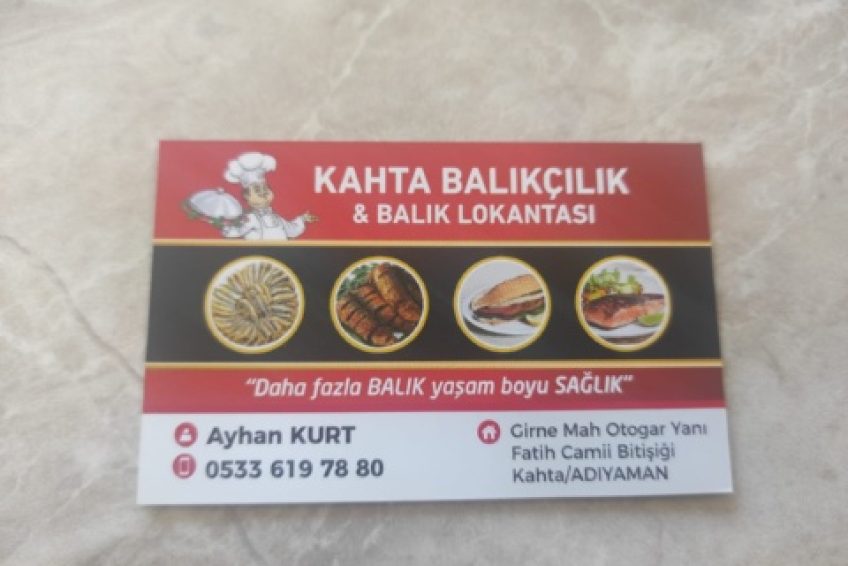 KAHTA BALIKÇILIK
& BALIK LOKANTASI
“Daha fazla BALIK yaşam boyu SAĞLIK”
Ayhan KURT
0533 619 78 80
Girne Mah Otogar Yanı
Fatih Camii Bitişiği
Kahta/ADIYAMAN